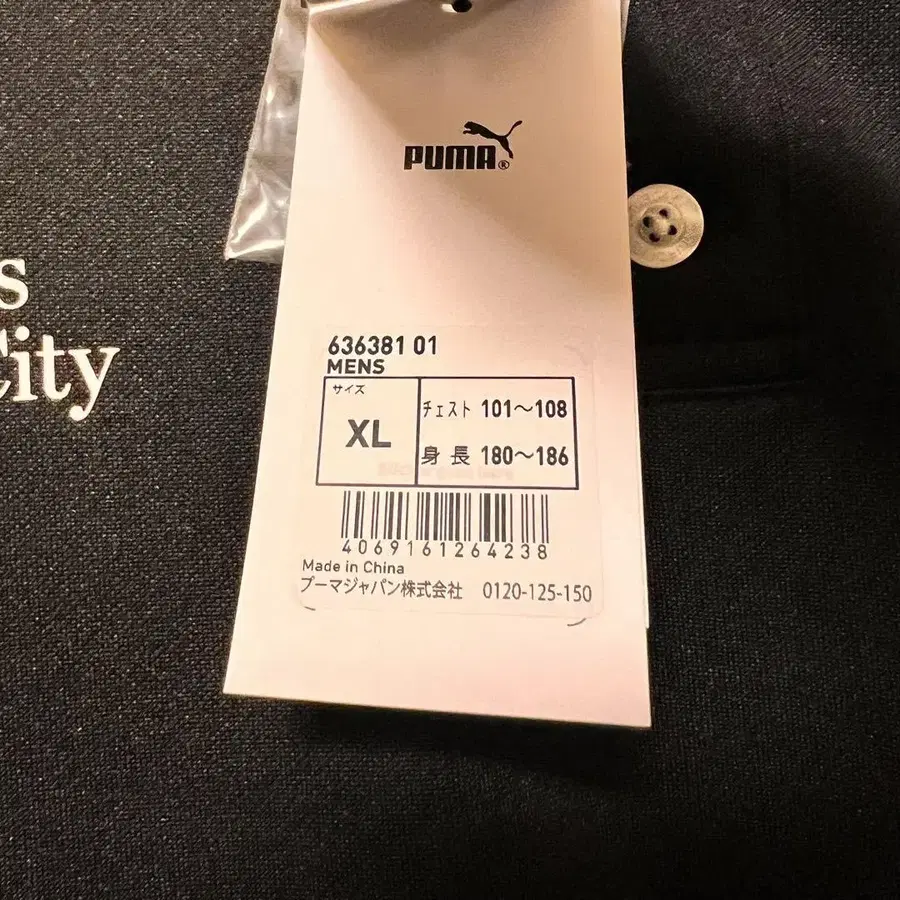 PUMA®
s
City
636381 01
MENS
サイズ
XL
チェスト 101〜108
身長 180〜186
4069161264238
Made in China
プーマジャパン株式会社 0120-125-150